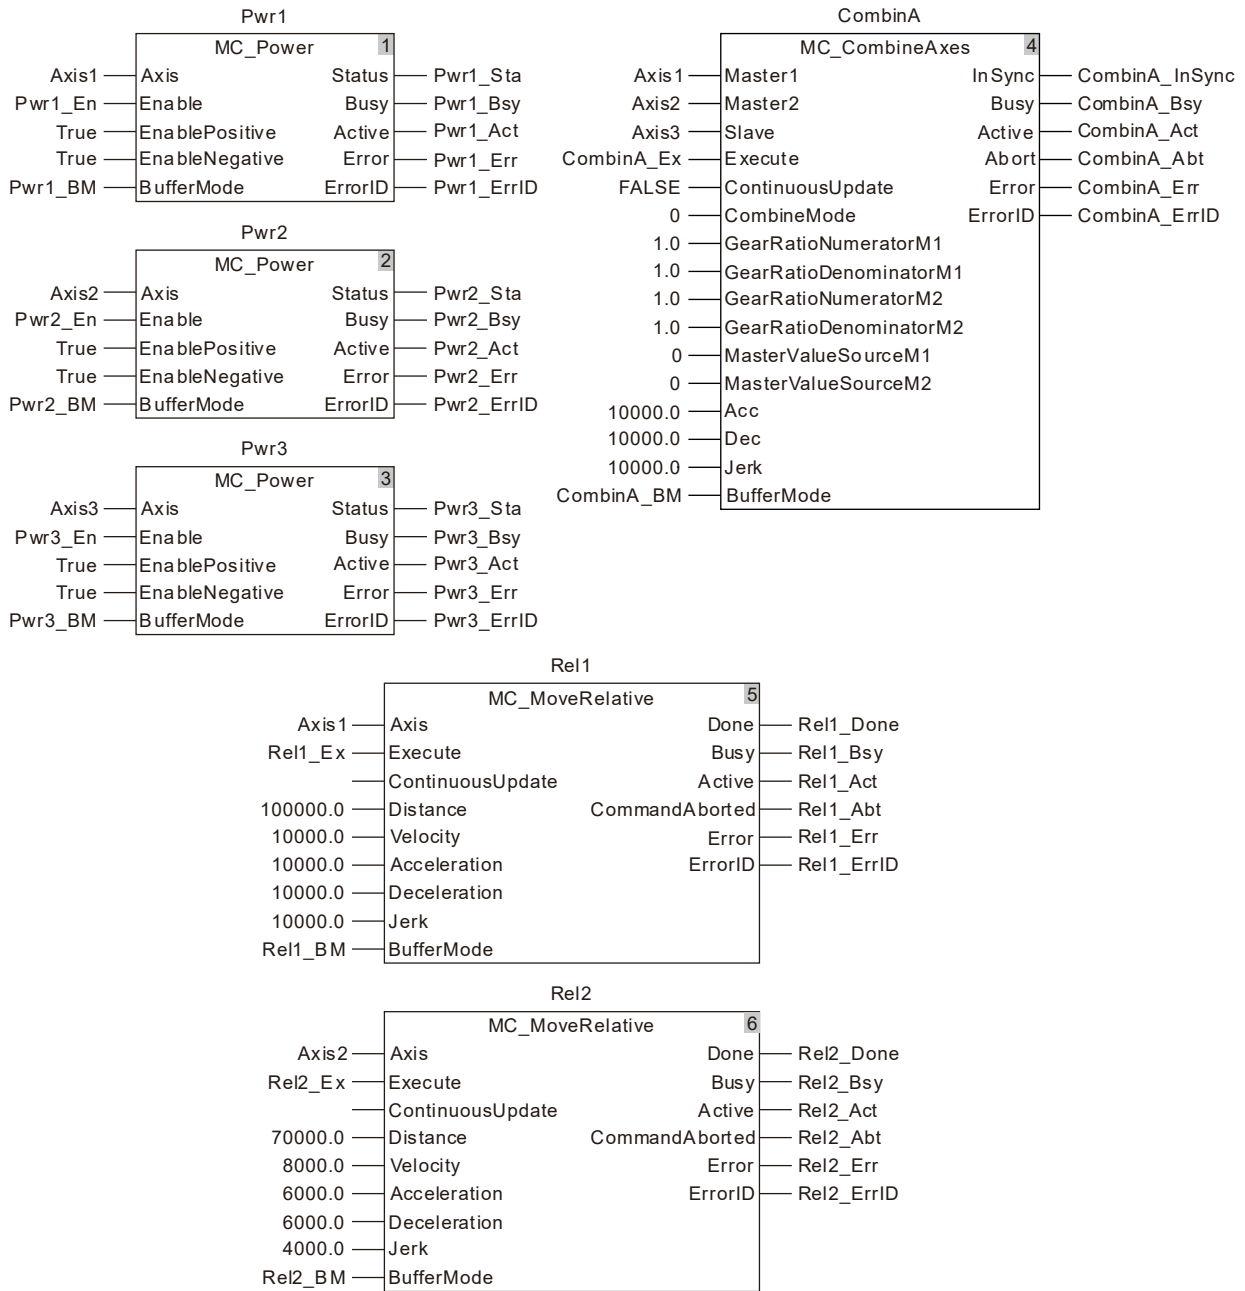 Pwr1
MC_Power 1
Axis1 Axis Status Pwr1_Sta
Pwr1_En Enable Busy Pwr1_Bsy
True EnablePositive Active Pwr1_Act
True EnableNegative Error Pwr1_Err
Pwr1_BM BufferMode ErrorID Pwr1_ErrID
Pwr2
MC_Power 2
Axis2 Axis Status Pwr2_Sta
Pwr2_En Enable Busy Pwr2_Bsy
True EnablePositive Active Pwr2_Act
True EnableNegative Error Pwr2_Err
Pwr2_BM BufferMode ErrorID Pwr2_ErrID
Pwr3
MC_Power 3
Axis3 Axis Status Pwr3_Sta
Pwr3_En Enable Busy Pwr3_Bsy
True EnablePositive Active Pwr3_Act
True EnableNegative Error Pwr3_Err
Pwr3_BM BufferMode ErrorID Pwr3_ErrID
CombinA
MC_CombineAxes 4
Axis1 Master1 InSync CombinA_InSync
Axis2 Master2 Busy CombinA_Bsy
Axis3 Slave Active CombinA_Act
CombinA_Ex Execute Abort CombinA_Abt
FALSE ContinuousUpdate Error CombinA_Err
0 CombineMode ErrorID CombinA_ErrID
1.0 GearRatioNumeratorM1
1.0 GearRatioDenominatorM1
1.0 GearRatioNumeratorM2
1.0 GearRatioDenominatorM2
0 MasterValueSourceM1
0 MasterValueSourceM2
10000.0 Acc
10000.0 Dec
10000.0 Jerk
CombinA_BM BufferMode
Rel1
MC_MoveRelative 5
Axis1 Axis Done Rel1_Done
Rel1_Ex Execute Busy Rel1_Bsy
ContinuousUpdate Active Rel1_Act
100000.0 Distance CommandAborted Rel1_Abt
10000.0 Velocity Error Rel1_Err
10000.0 Acceleration ErrorID Rel1_ErrID
10000.0 Deceleration
10000.0 Jerk
Rel1_BM BufferMode
Rel2
MC_MoveRelative 6
Axis2 Axis Done Rel2_Done
Rel2_Ex Execute Busy Rel2_Bsy
ContinuousUpdate Active Rel2_Act
70000.0 Distance CommandAborted Rel2_Abt
8000.0 Velocity Error Rel2_Err
6000.0 Acceleration ErrorID Rel2_ErrID
6000.0 Deceleration
4000.0 Jerk
Rel2_BM BufferMode